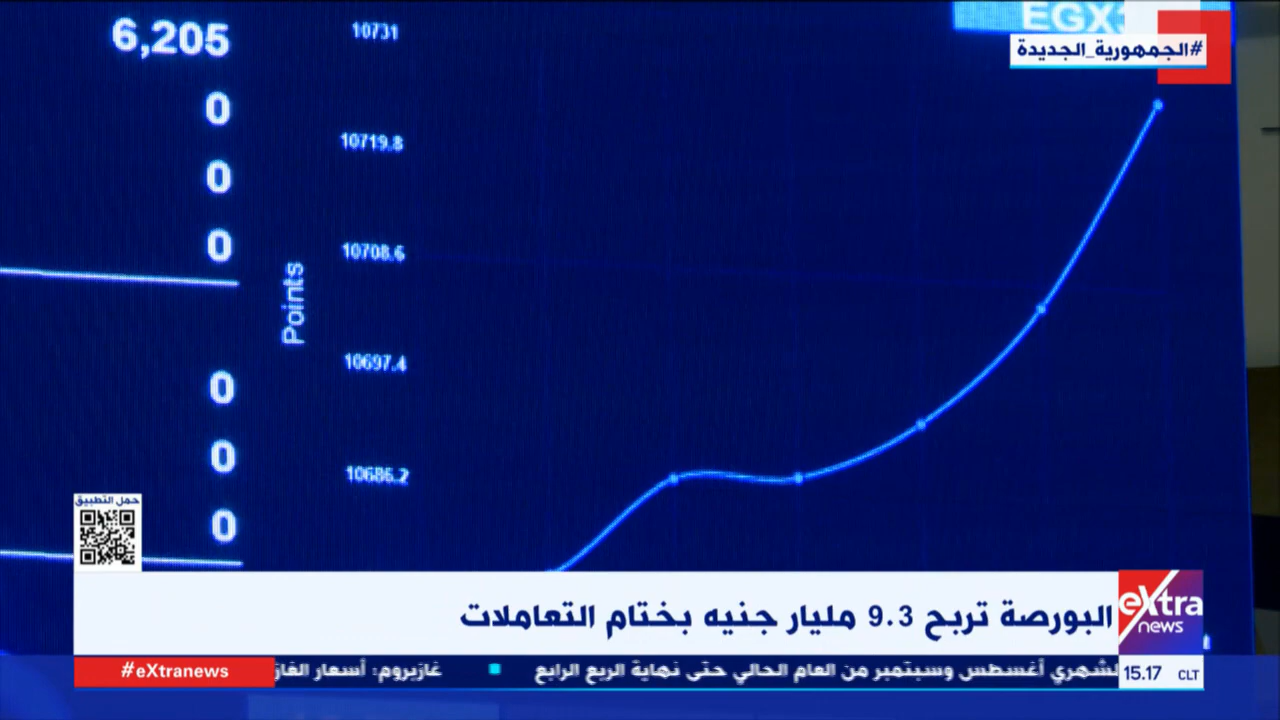 6,205
0
0
0
0
0
0
Points
10731
10719.8
10708.6
10697.4
10686.2
#الجمهورية_الجديدة
حمل التطبيق
البورصة تربح 9.3 مليار جنيه بختام التعاملات
eXtra
news
#eXtranews
لشهري أغسطس وسبتمبر من العام الحالي حتى نهاية الربع الرابع
غازبروم: أسعار الغاز
15.17 CLT